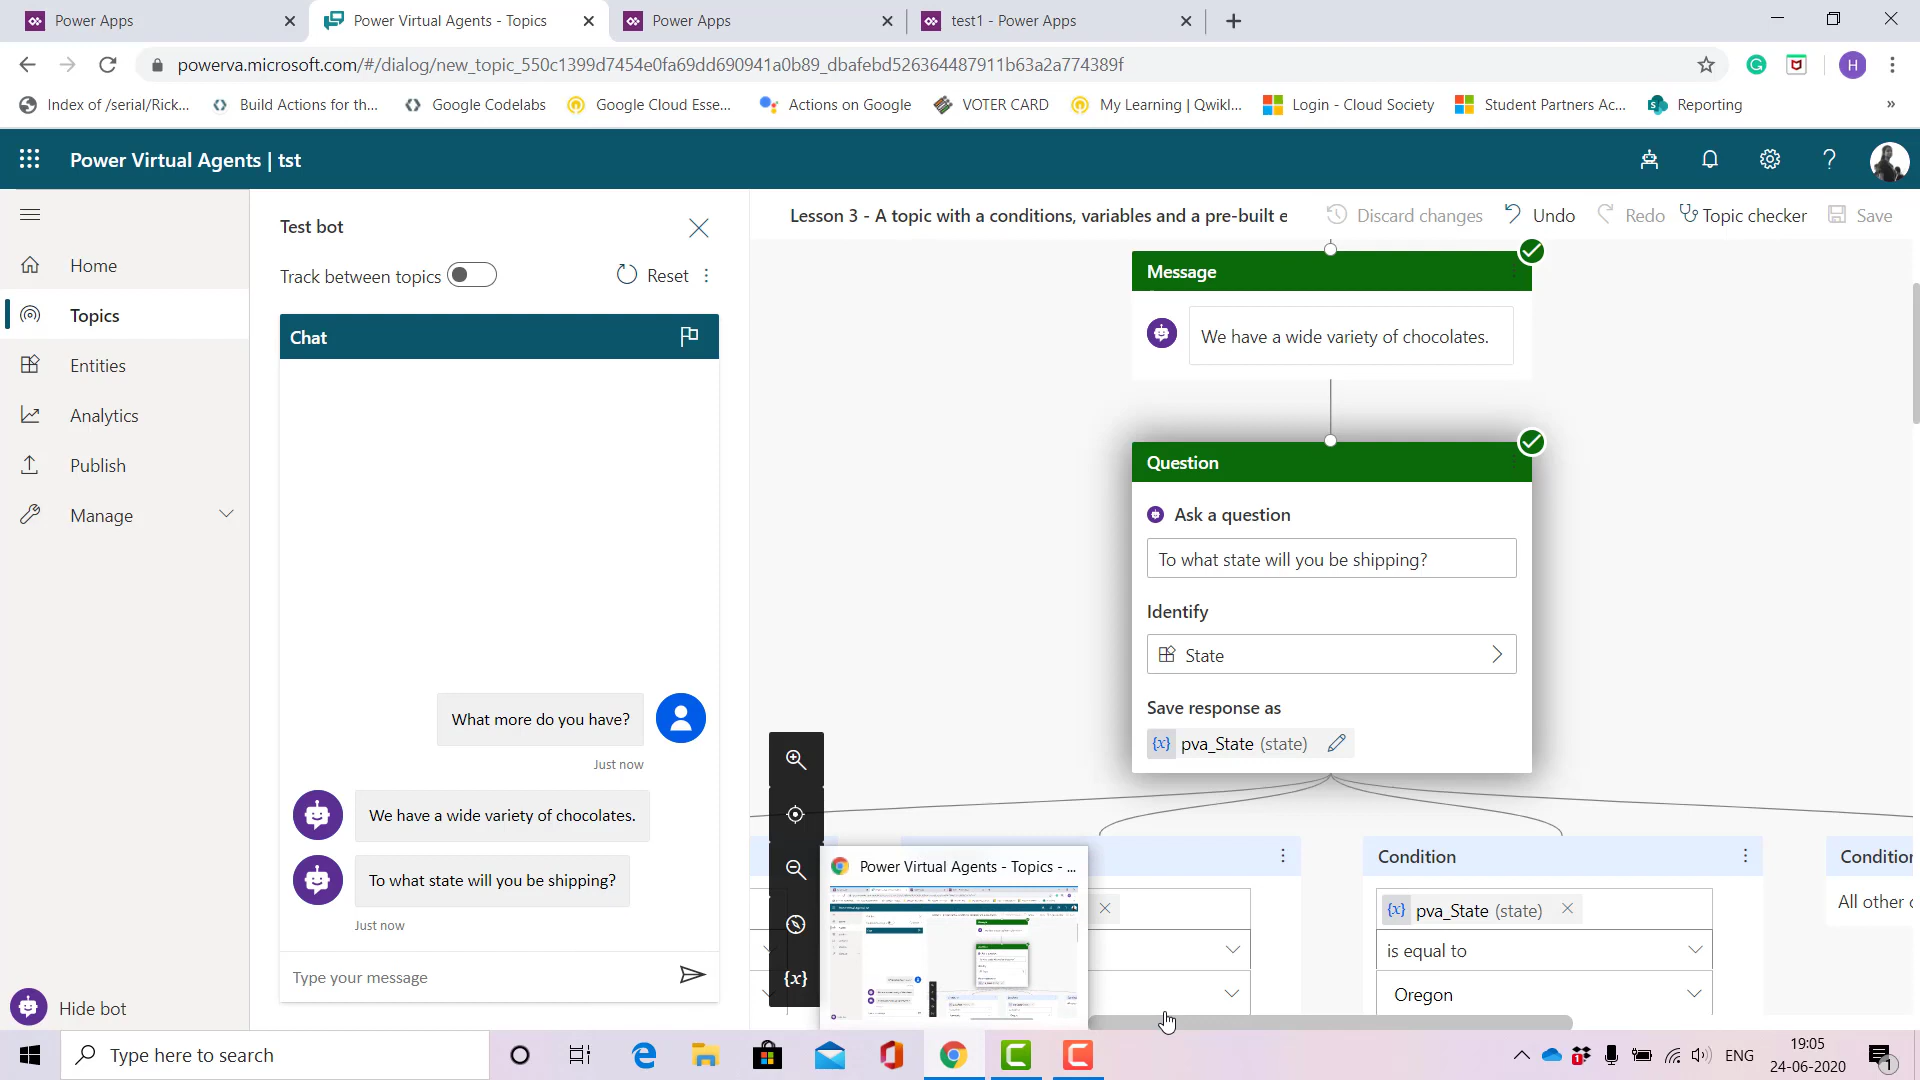 Power Apps
Power Virtual Agents - Topics
Power Apps
test1 - Power Apps
powerva.microsoft.com/#/dialog/new_topic_550c1399d7454e0fa69dd690941a0b89_dbafebd526364487911b63a2a774389f
H
Index of /serial/Rick...
Build Actions for th...
Google Codelabs
Google Cloud Esse...
Actions on Google
VOTER CARD
My Learning | Qwikl...
Login - Cloud Society
Student Partners Ac...
Reporting
»
Power Virtual Agents | tst
Home
Topics
Entities
Analytics
Publish
Manage
Hide bot
Test bot
Track between topics
Reset
Chat
What more do you have?
Just now
We have a wide variety of chocolates.
To what state will you be shipping?
Just now
Type your message
Lesson 3 - A topic with a conditions, variables and a pre-built e
Discard changes
Undo
Redo
Topic checker
Save
Message
We have a wide variety of chocolates.
Question
Ask a question
To what state will you be shipping?
Identify
State
Save response as
{x} pva_State (state)
{x}
Power Virtual Agents - Topics - ...
Condition
{x} pva_State (state)
is equal to
Oregon
Condition
All other
Type here to search
1
ENG
19:05
24-06-2020
1